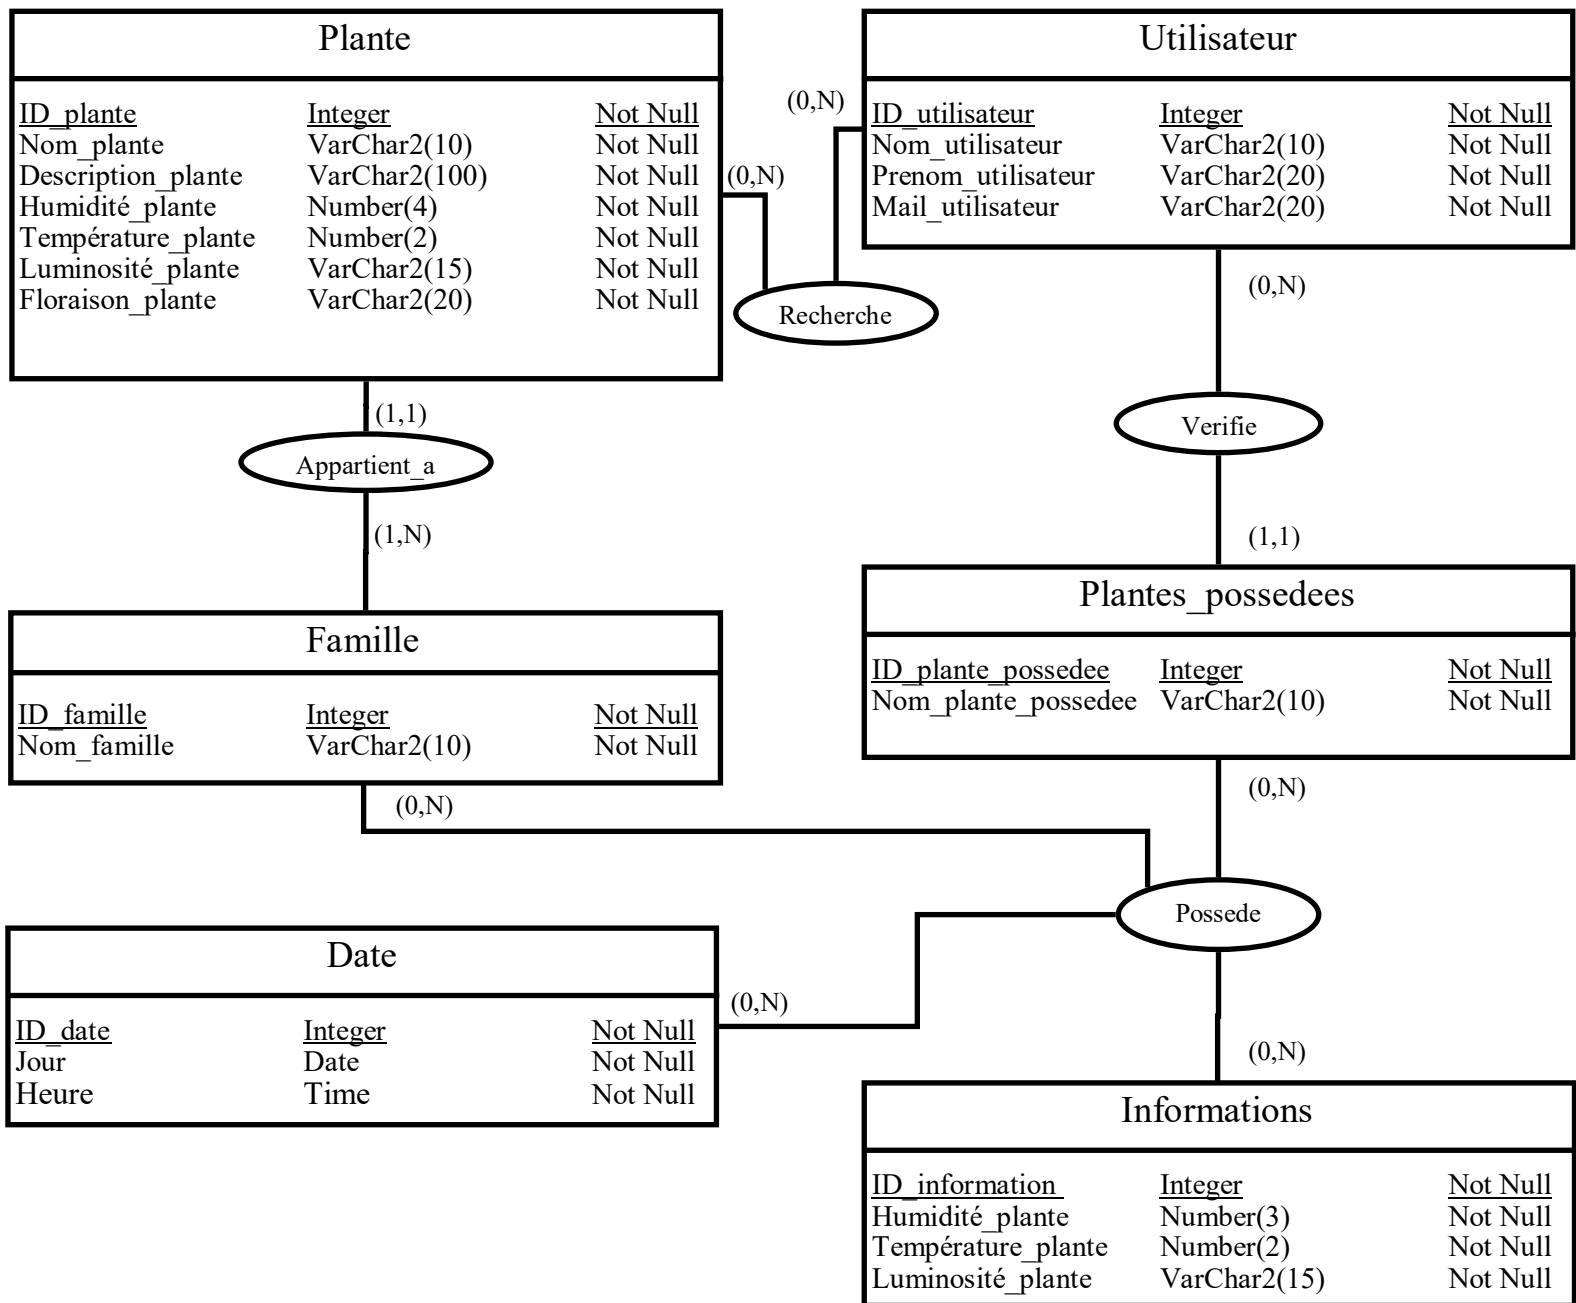 Plante
ID_plante Integer Not Null
Nom_plante VarChar2(10) Not Null
Description_plante VarChar2(100) Not Null
Humidité_plante Number(4) Not Null
Température_plante Number(2) Not Null
Luminosité_plante VarChar2(15) Not Null
Floraison_plante VarChar2(20) Not Null
(0,N)
(0,N)
Recherche
Utilisateur
ID_utilisateur Integer Not Null
Nom_utilisateur VarChar2(10) Not Null
Prenom_utilisateur VarChar2(20) Not Null
Mail_utilisateur VarChar2(20) Not Null
(1,1)
Appartient_a
(1,N)
(0,N)
Verifie
(1,1)
Famille
ID_famille Integer Not Null
Nom_famille VarChar2(10) Not Null
(0,N)
Plantes_possedees
ID_plante_possedee Integer Not Null
Nom_plante_possedee VarChar2(10) Not Null
(0,N)
Possede
Date
ID_date Integer Not Null
Jour Date Not Null
Heure Time Not Null
(0,N)
(0,N)
Informations
ID_information Integer Not Null
Humidité_plante Number(3) Not Null
Température_plante Number(2) Not Null
Luminosité_plante VarChar2(15) Not Null